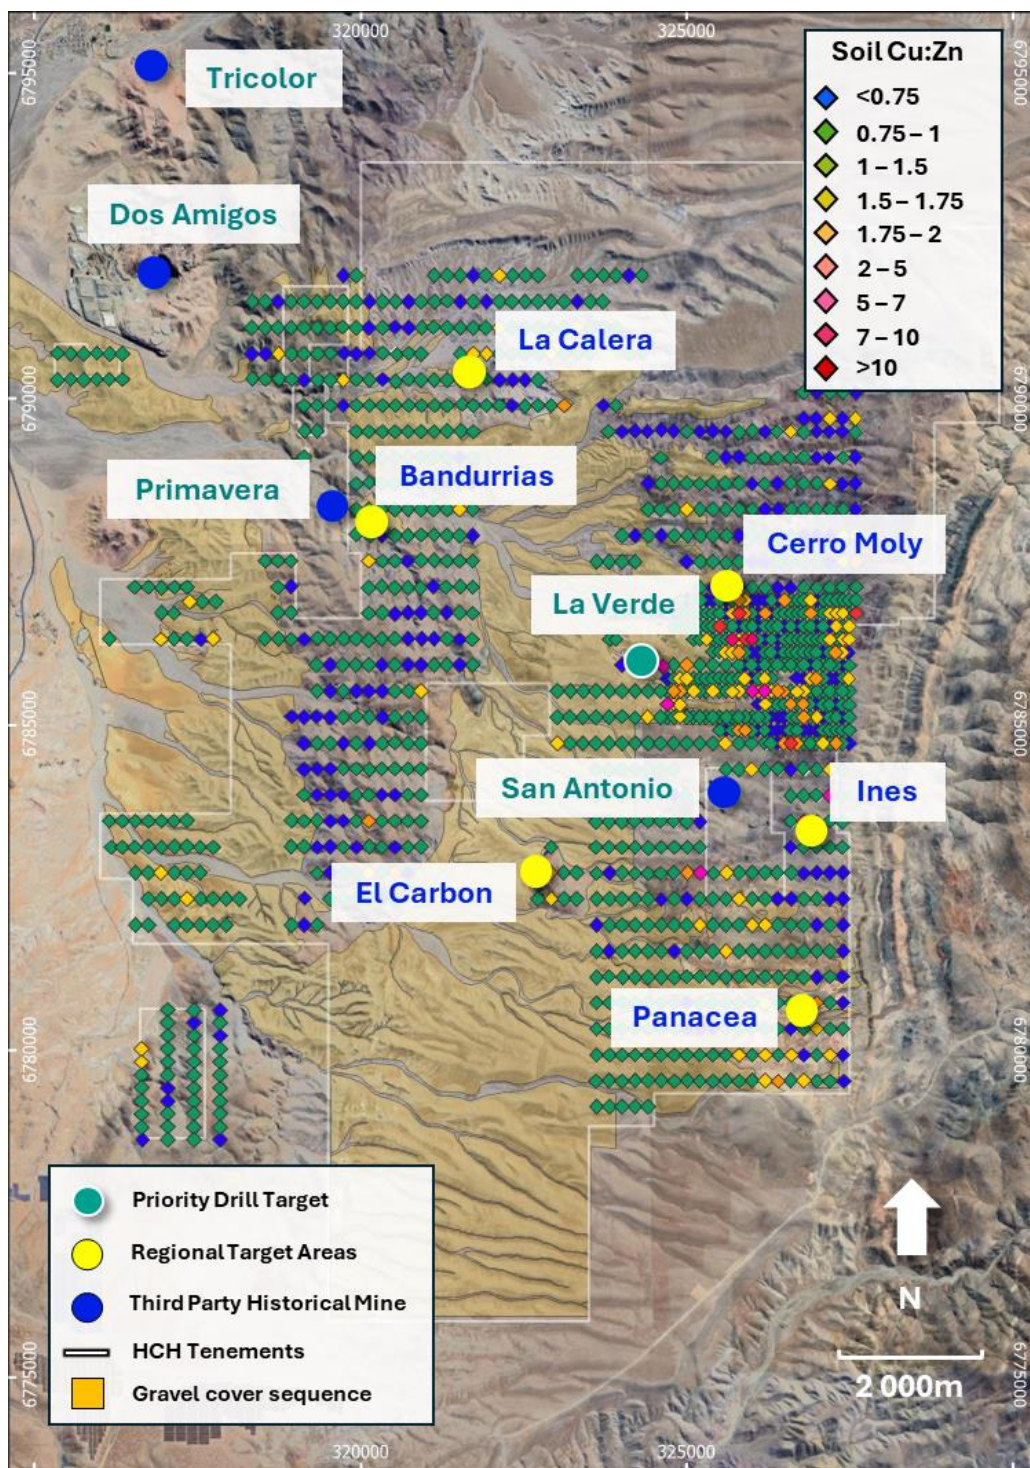 320000
325000
6795000
6795000
Soil Cu:Zn
<0.75
0.75 – 1
1 – 1.5
1.5 – 1.75
1.75 – 2
2 – 5
5 – 7
7 – 10
>10
Tricolor
Dos Amigos
La Calera
6790000
6790000
Primavera
Bandurrias
Cerro Moly
La Verde
6785000
6785000
San Antonio
Ines
El Carbon
Panacea
6780000
6780000
Priority Drill Target
Regional Target Areas
Third Party Historical Mine
HCH Tenements
Gravel cover sequence
N
2 000m
6775000
6775000
320000
325000